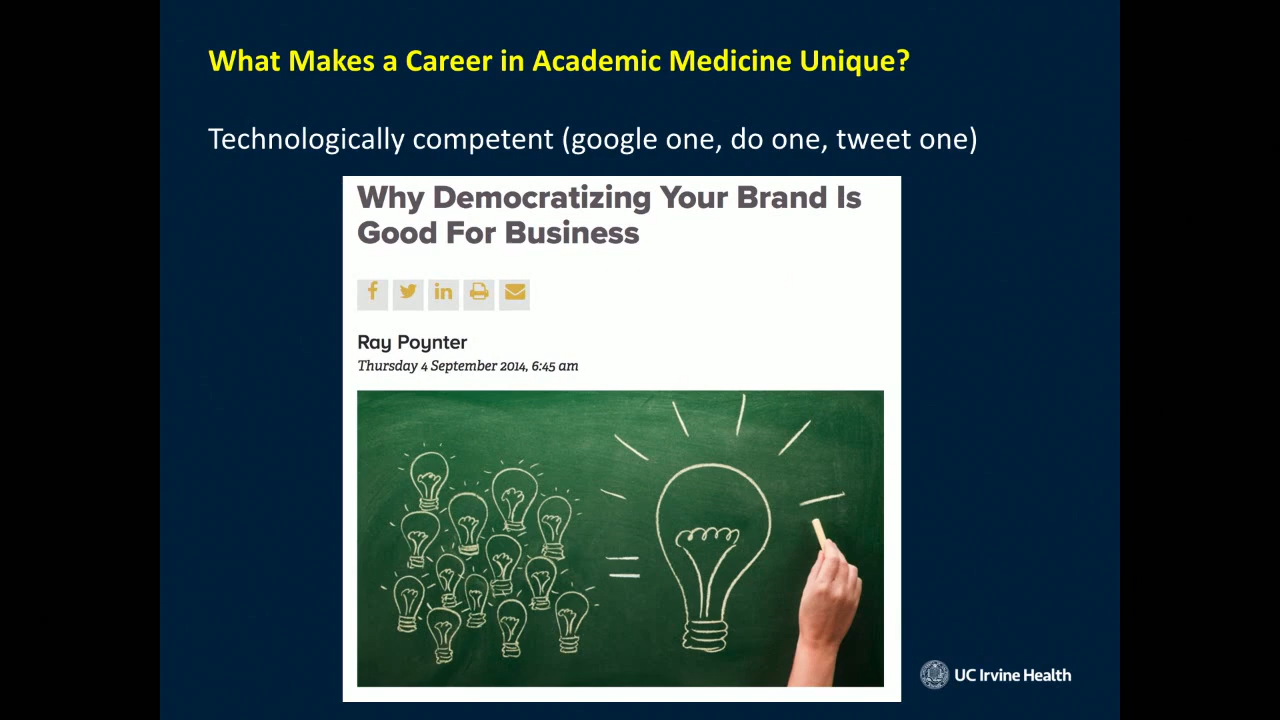 What Makes a Career in Academic Medicine Unique?
Technologically competent (google one, do one, tweet one)
Why Democratizing Your Brand Is
Good For Business
Ray Poynter
Thursday 4 September 2014, 6:45 am
=
UC Irvine Health